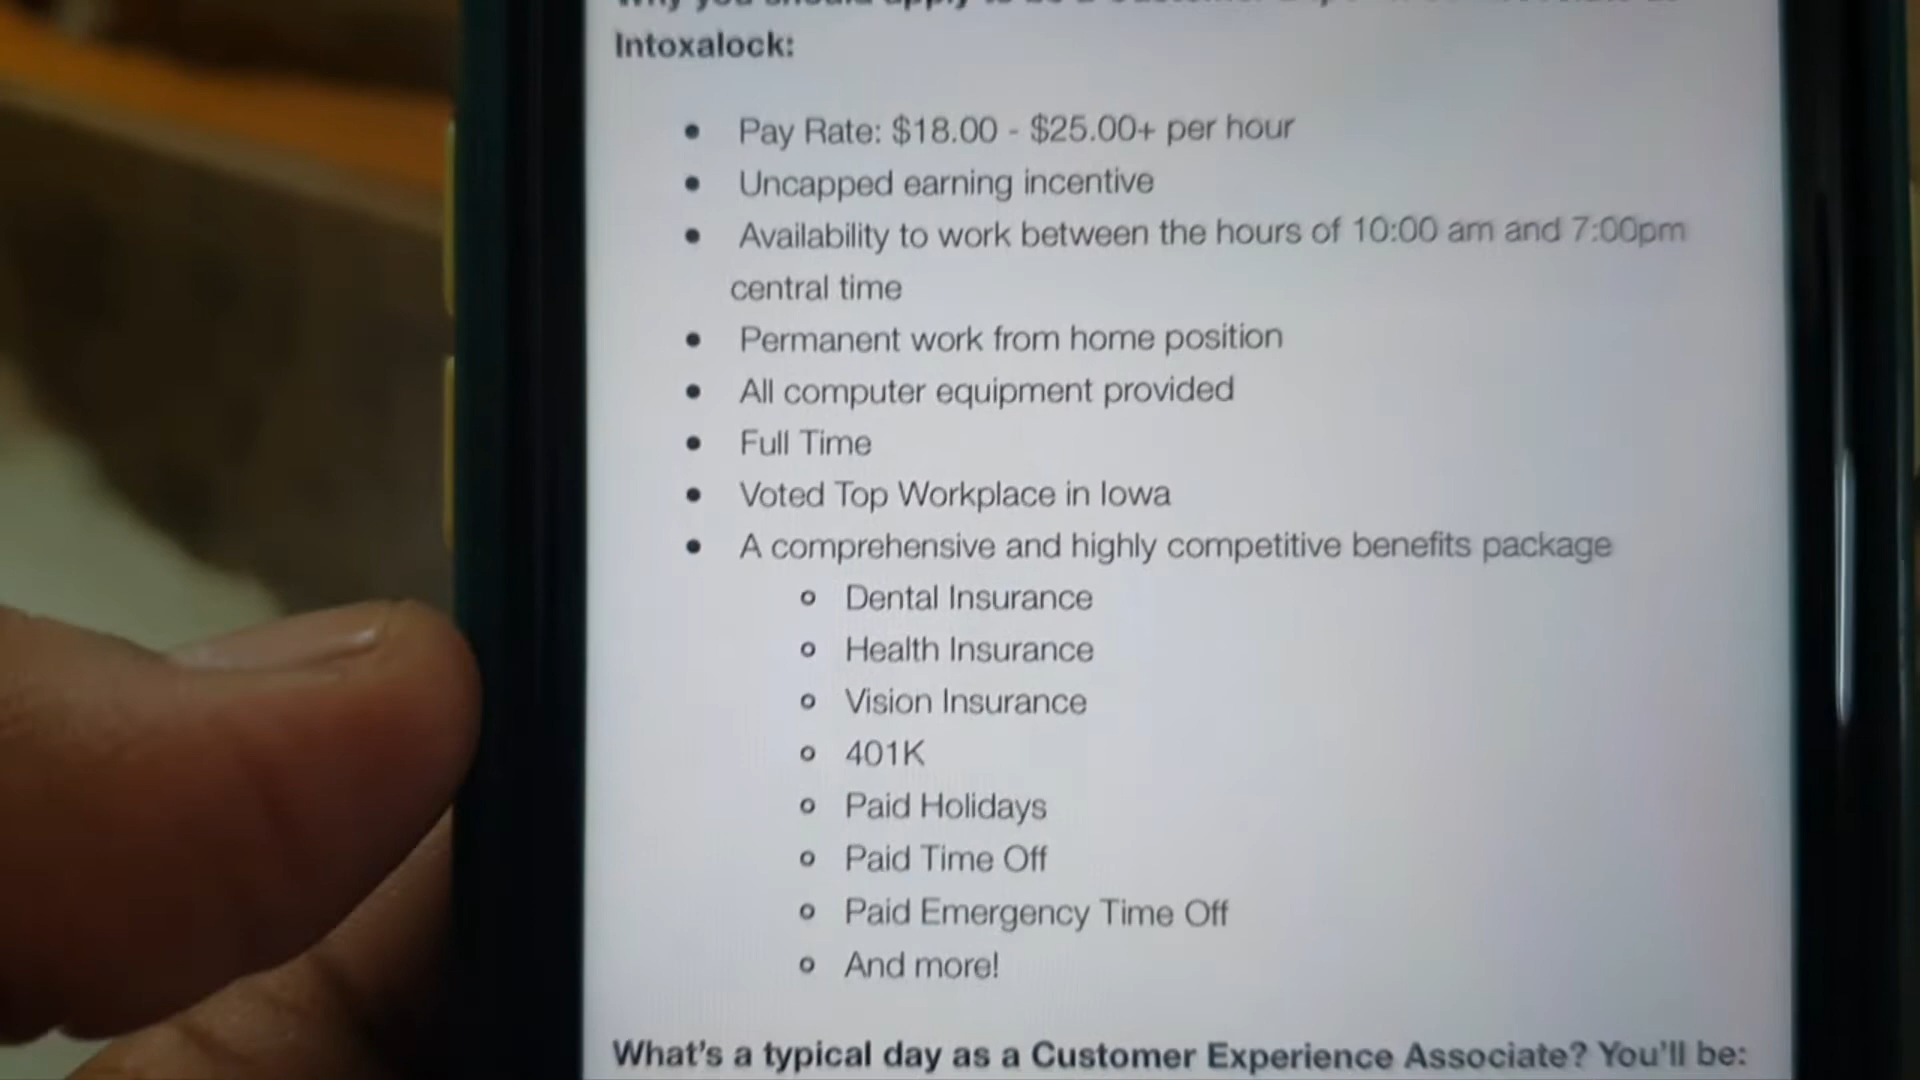 Intoxalock:
• Pay Rate: $18.00 - $25.00+ per hour
• Uncapped earning incentive
• Availability to work between the hours of 10:00 am and 7:00pm
central time
• Permanent work from home position
• All computer equipment provided
• Full Time
• Voted Top Workplace in Iowa
• A comprehensive and highly competitive benefits package
o Dental Insurance
o Health Insurance
o Vision Insurance
o 401K
o Paid Holidays
o Paid Time Off
o Paid Emergency Time Off
o And more!
What's a typical day as a Customer Experience Associate? You'll be: